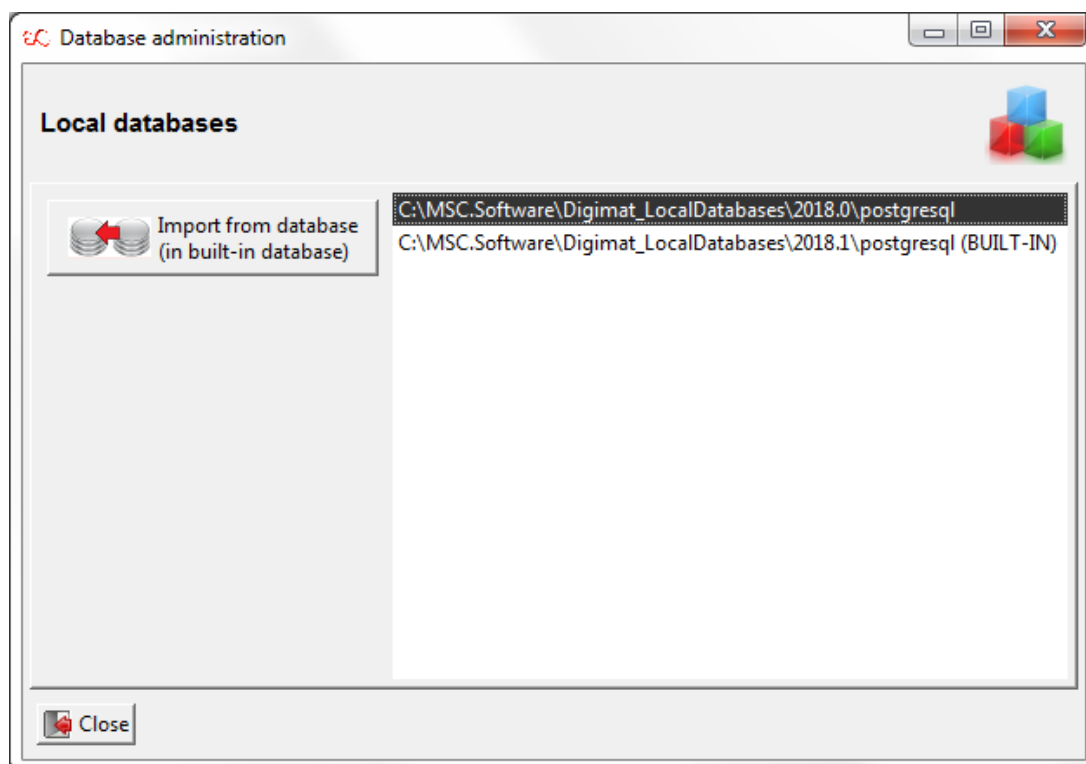 Database administration
Local databases
Import from database
(in built-in database)
C:\MSC.Software\Digimat_LocalDatabases\2018.0\postgresql
C:\MSC.Software\Digimat_LocalDatabases\2018.1\postgresql (BUILT-IN)
Close